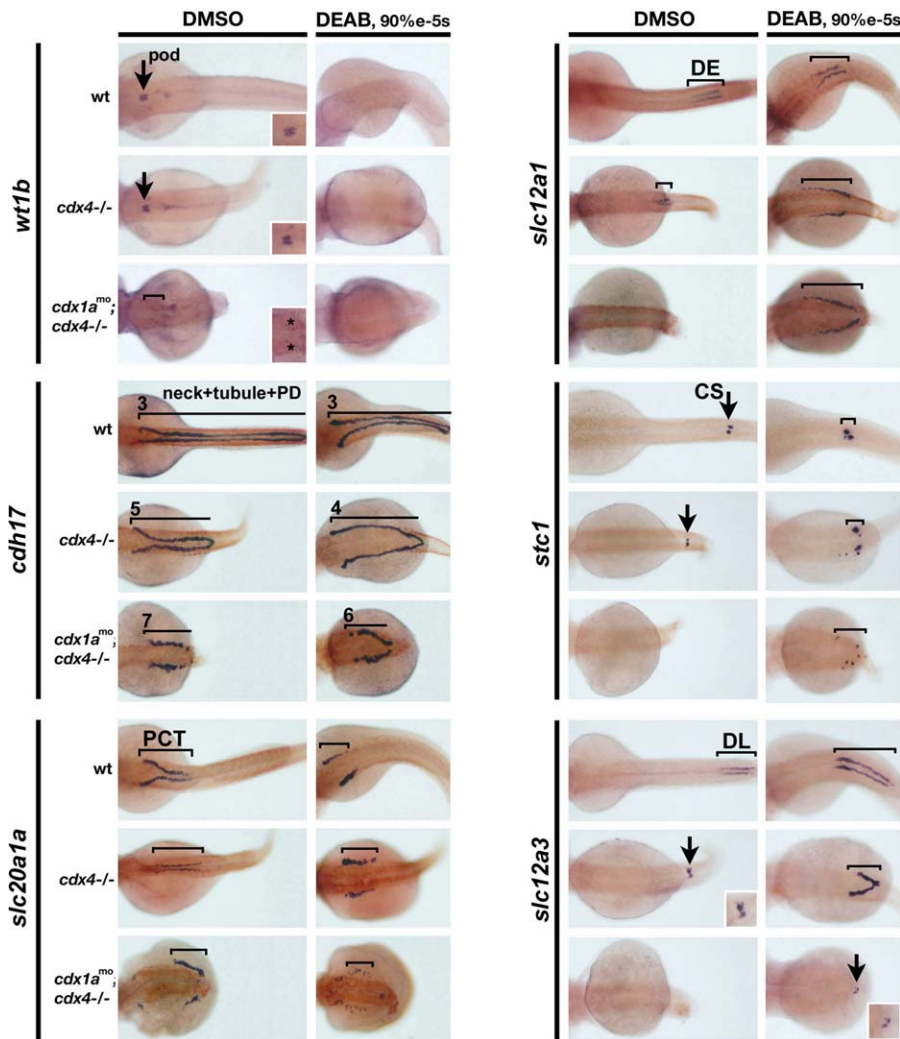 DMSO
DEAB, 90%e-5s
wt1b
wt
pod
cdx4-/-
cdx1a^mo;
cdx4-/-
*
*
cdh17
neck+tubule+PD
wt
3
3
cdx4-/-
5
4
cdx1a^mo;
cdx4-/-
7
6
slc20a1a
wt
PCT
cdx4-/-
cdx1a^mo;
cdx4-/-
DMSO
DEAB, 90%e-5s
slc12a1
DE
stc1
CS
slc12a3
DL